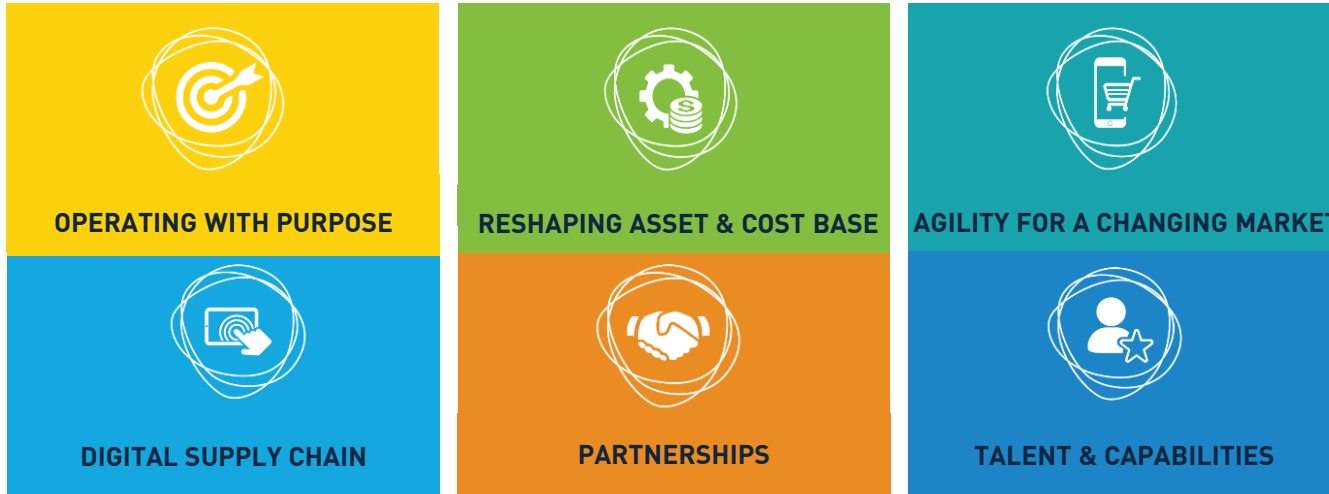 OPERATING WITH PURPOSE
RESHAPING ASSET & COST BASE
AGILITY FOR A CHANGING MARKET
DIGITAL SUPPLY CHAIN
PARTNERSHIPS
TALENT & CAPABILITIES